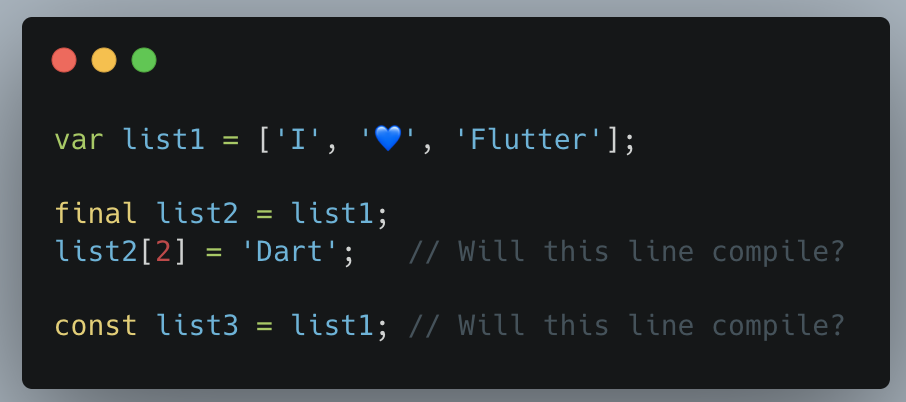 var list1 = ['I', '💙', 'Flutter'];
final list2 = list1;
list2[2] = 'Dart';   // Will this line compile?
const list3 = list1; // Will this line compile?